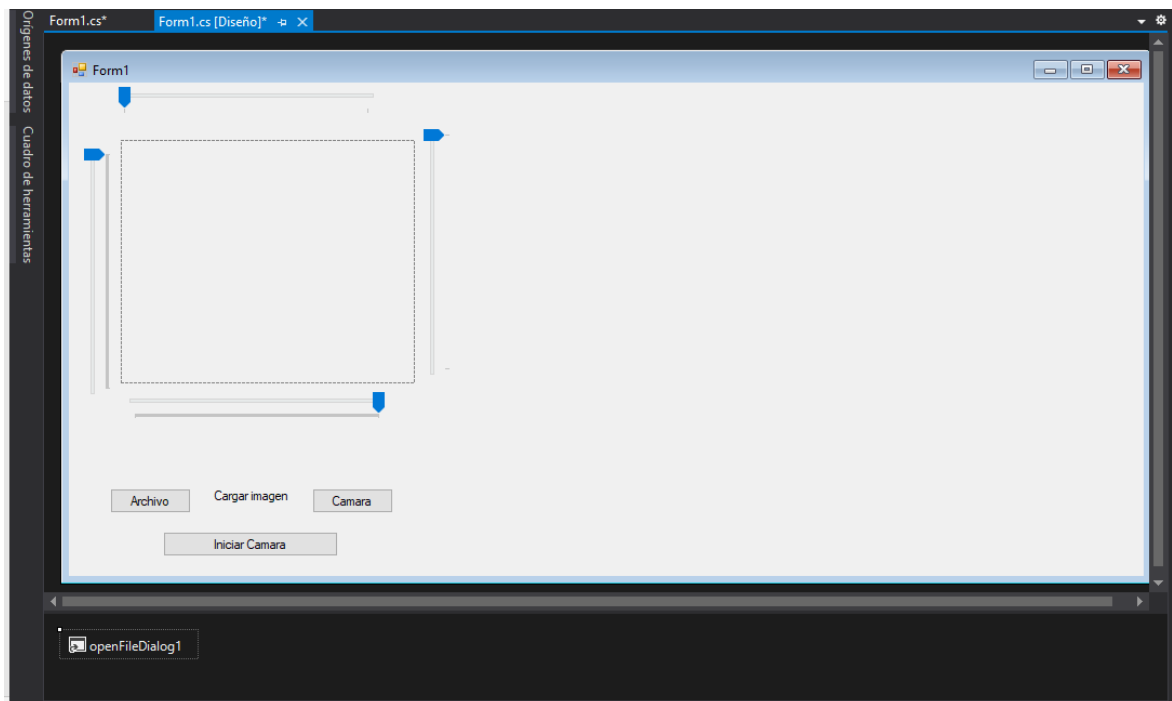 Form1.cs*
Form1.cs [Diseño]*
Orígenes de datos
Cuadro de herramientas
Form1
Archivo
Cargar imagen
Camara
Iniciar Camara
openFileDialog1